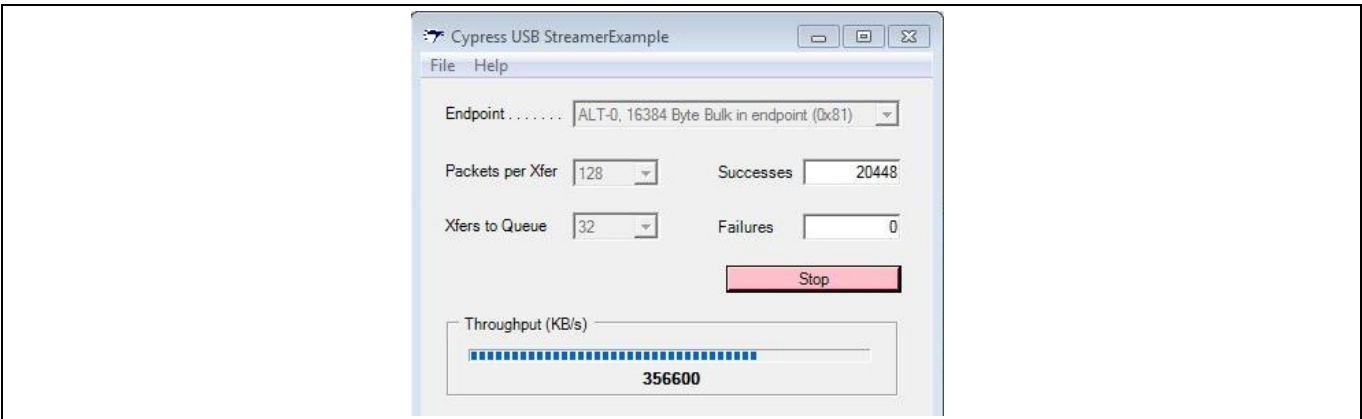 Cypress USB StreamerExample
File Help
Endpoint . . . . . . . ALT-0, 16384 Byte Bulk in endpoint (0x81)
Packets per Xfer 128 Successes 20448
Xfers to Queue 32 Failures 0
Stop
Throughput (KB/s)
356600